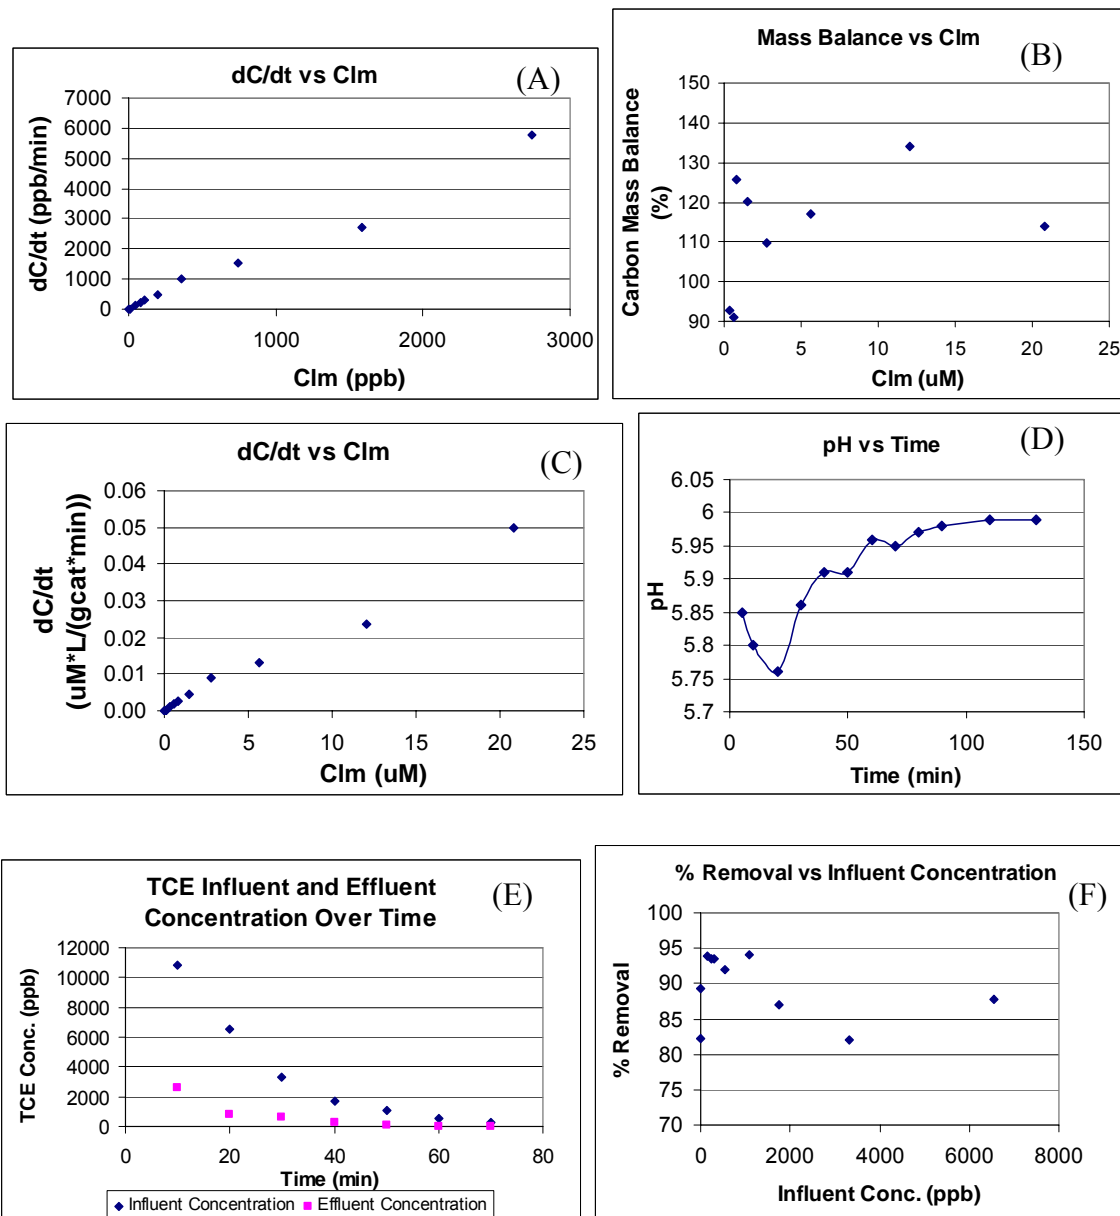 dC/dt vs Clm
(A)
dC/dt (ppb/min)
7000
6000
5000
4000
3000
2000
1000
0
0 1000 2000 3000
Clm (ppb)
Mass Balance vs Clm
(B)
Carbon Mass Balance
(%)
150
140
130
120
110
100
90
0 5 10 15 20 25
Clm (uM)
dC/dt vs Clm
(C)
dC/dt
(uM*L/(gcat*min))
0.06
0.05
0.04
0.03
0.02
0.01
0.00
0 5 10 15 20 25
Clm (uM)
pH vs Time
(D)
pH
6.05
6
5.95
5.9
5.85
5.8
5.75
5.7
0 50 100 150
Time (min)
TCE Influent and Effluent
Concentration Over Time
(E)
TCE Conc. (ppb)
12000
10000
8000
6000
4000
2000
0
0 20 40 60 80
Time (min)
Influent Concentration Effluent Concentration
% Removal vs Influent Concentration
(F)
% Removal
100
95
90
85
80
75
70
0 2000 4000 6000 8000
Influent Conc. (ppb)